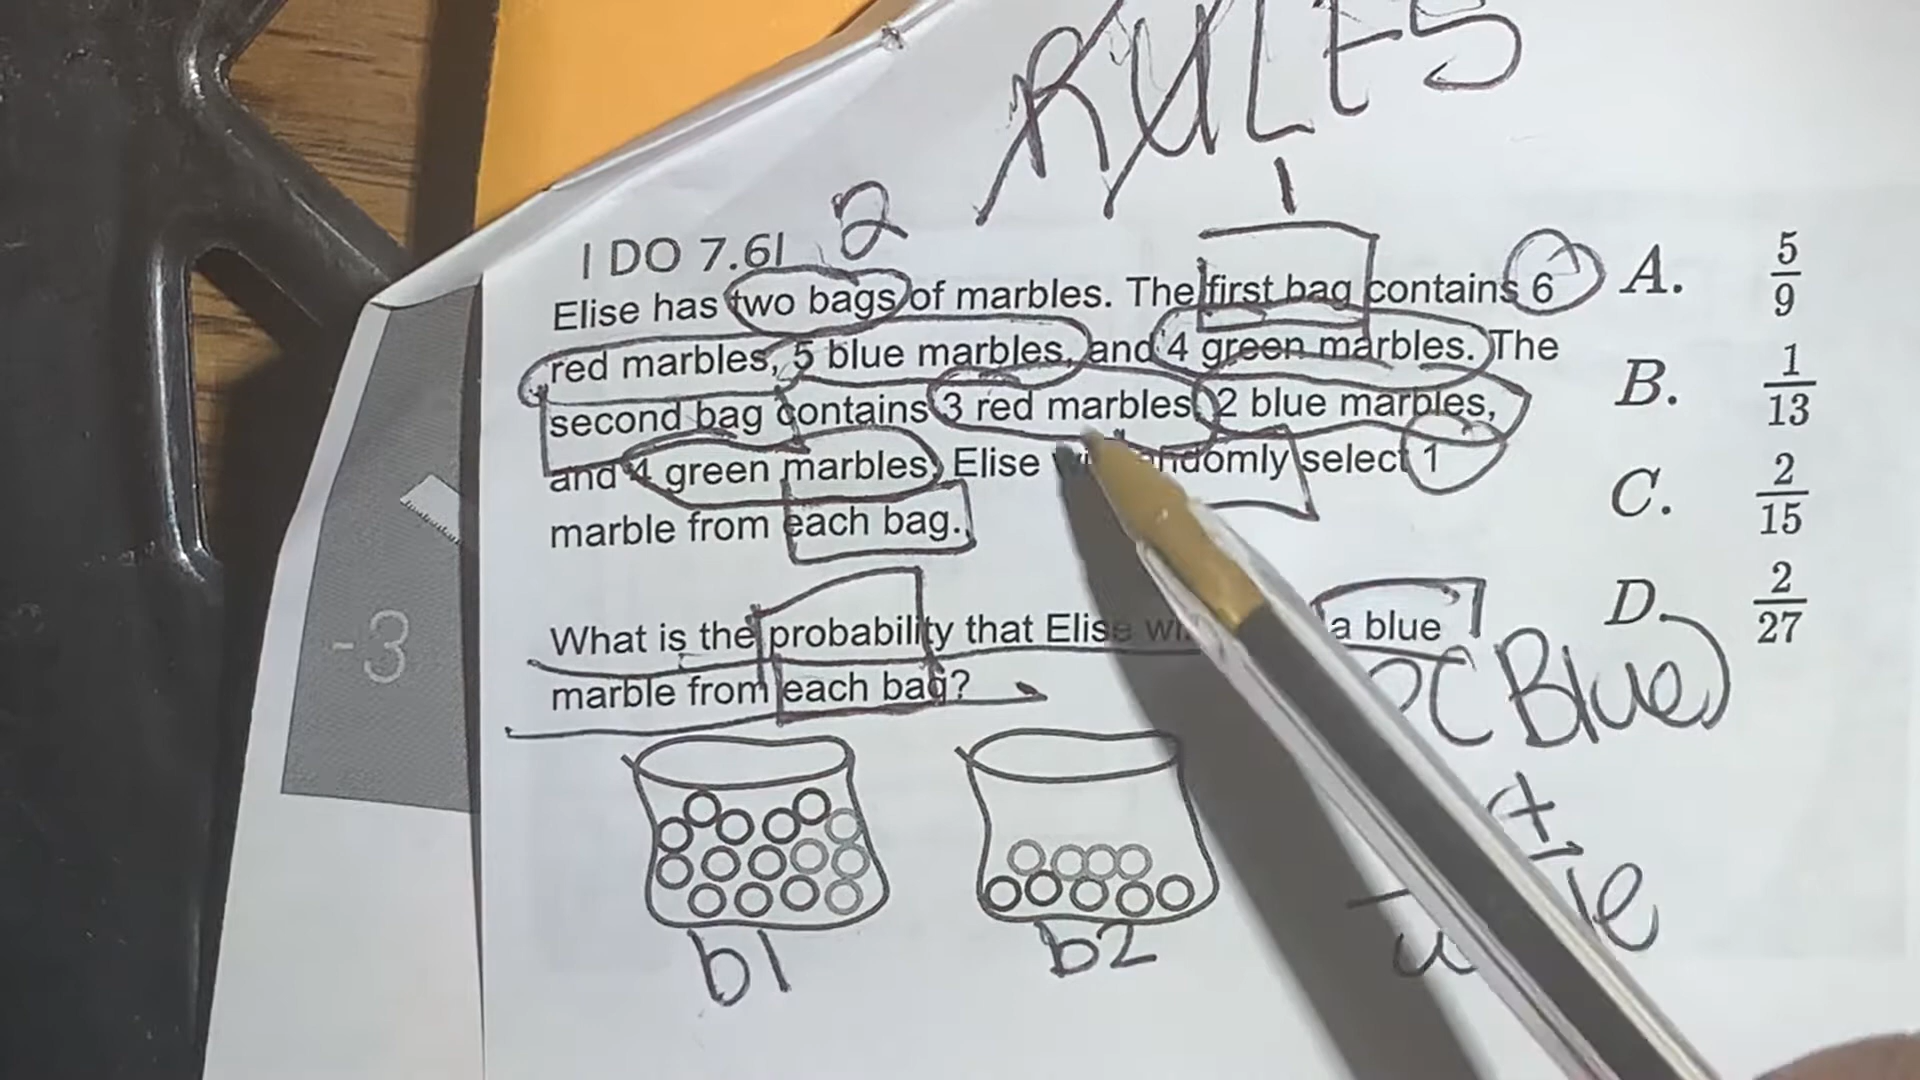 RULES
1
2
I DO 7.6I
Elise has two bags of marbles. The first bag contains 6
red marbles, 5 blue marbles, and 4 green marbles. The
second bag contains 3 red marbles, 2 blue marbles,
and 4 green marbles. Elise randomly select 1
marble from each bag.
What is the probability that Elise a blue
marble from each bag?
A. 5/9
B. 1/13
C. 2/15
D. 2/27
-3
(Blue)
b1
b2